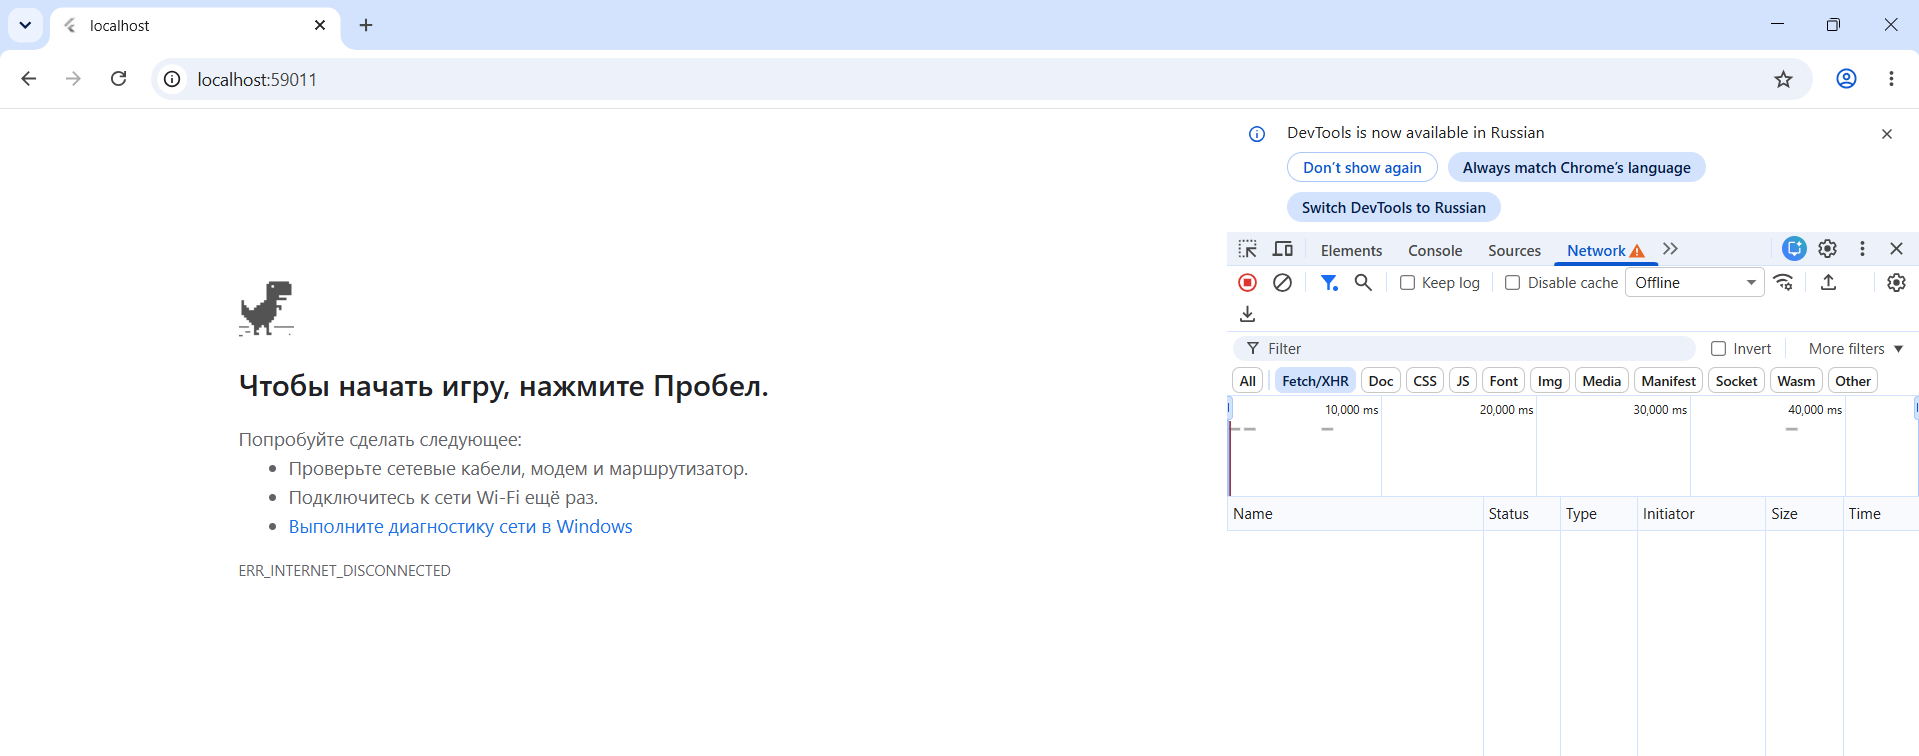 localhost
localhost:59011
DevTools is now available in Russian
Don't show again
Always match Chrome's language
Switch DevTools to Russian
Elements
Console
Sources
Network
Keep log
Disable cache
Offline
Filter
Invert
More filters
All
Fetch/XHR
Doc
CSS
JS
Font
Img
Media
Manifest
Socket
Wasm
Other
10,000 ms
20,000 ms
30,000 ms
40,000 ms
Name
Status
Type
Initiator
Size
Time
Чтобы начать игру, нажмите Пробел.
Попробуйте сделать следующее:
• Проверьте сетевые кабели, модем и маршрутизатор.
• Подключитесь к сети Wi-Fi ещё раз.
• Выполните диагностику сети в Windows
ERR_INTERNET_DISCONNECTED